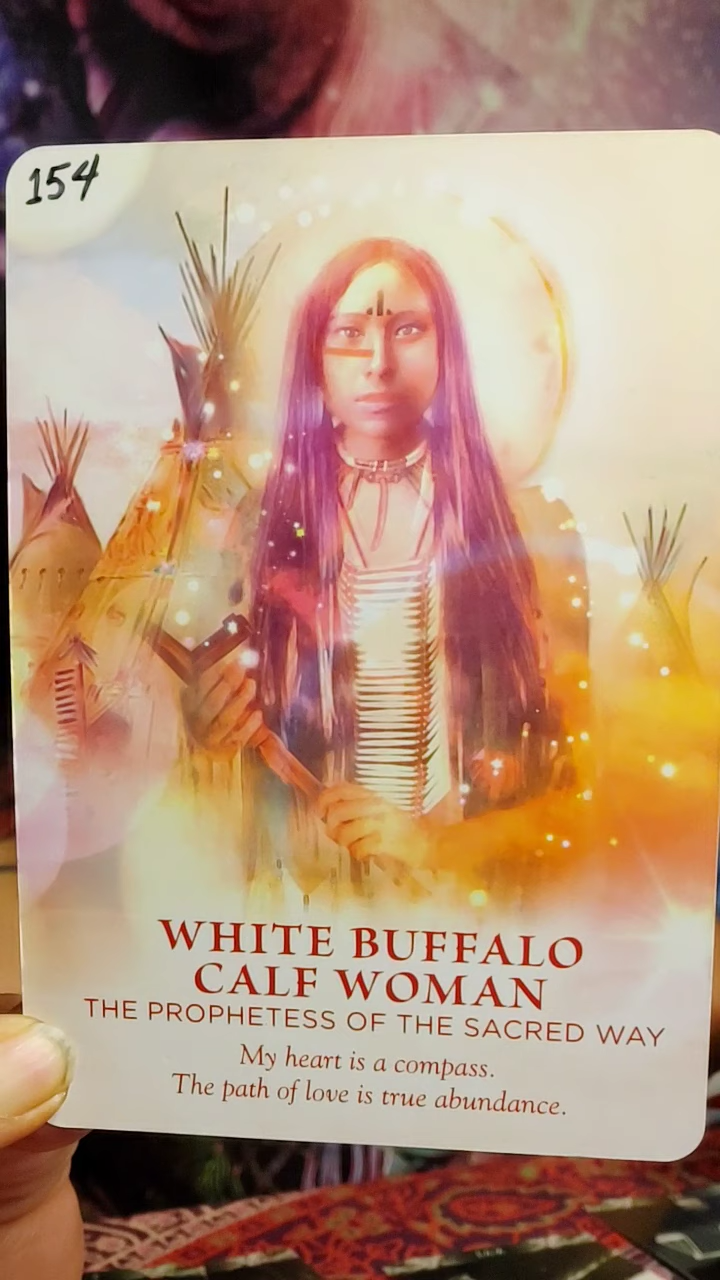 154
WHITE BUFFALO
CALF WOMAN
THE PROPHETESS OF THE SACRED WAY
My heart is a compass.
The path of love is true abundance.